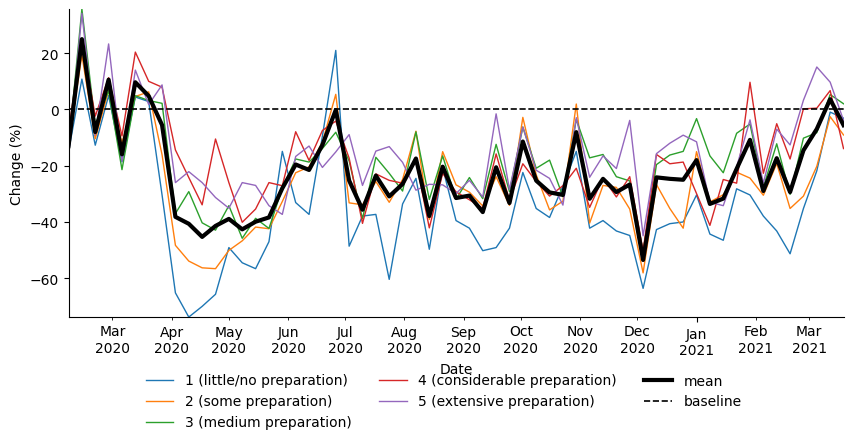 Change (%)
20
0
−20
−40
−60
Mar Apr May Jun Jul Aug Sep Oct Nov Dec Jan Feb Mar
2020 2020 2020 2020 2020 2020 2020 2020 2020 2020 2021 2021 2021
Date
1 (little/no preparation) 4 (considerable preparation) mean
2 (some preparation) 5 (extensive preparation) baseline
3 (medium preparation)